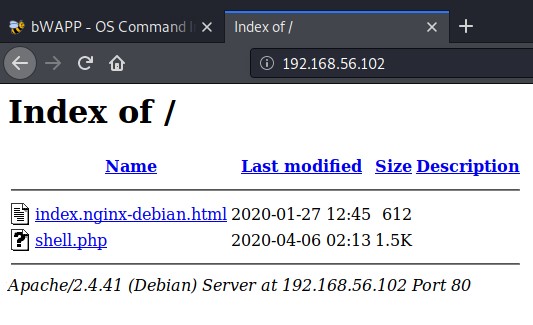 bWAPP - OS Command I
Index of /
192.168.56.102
Index of /
Name Last modified Size Description
index.nginx-debian.html 2020-01-27 12:45 612
shell.php 2020-04-06 02:13 1.5K
Apache/2.4.41 (Debian) Server at 192.168.56.102 Port 80